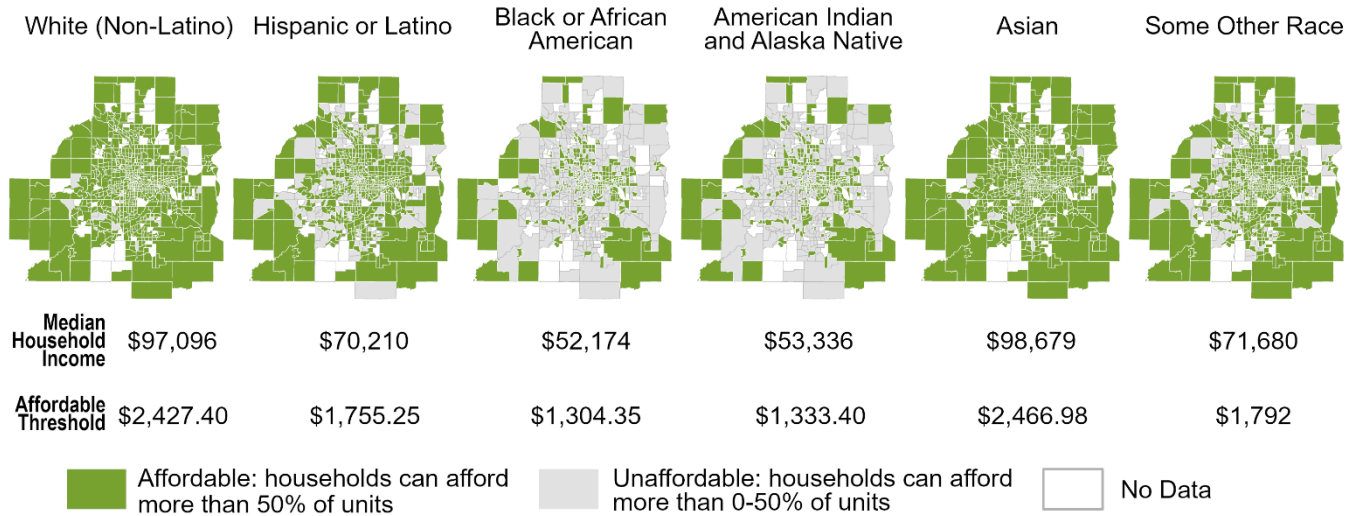 White (Non-Latino)
Hispanic or Latino
Black or African
American
American Indian
and Alaska Native
Asian
Some Other Race
Median
Household
Income
$97,096
$70,210
$52,174
$53,336
$98,679
$71,680
Affordable
Threshold
$2,427.40
$1,755.25
$1,304.35
$1,333.40
$2,466.98
$1,792
Affordable: households can afford
more than 50% of units
Unaffordable: households can afford
more than 0-50% of units
No Data